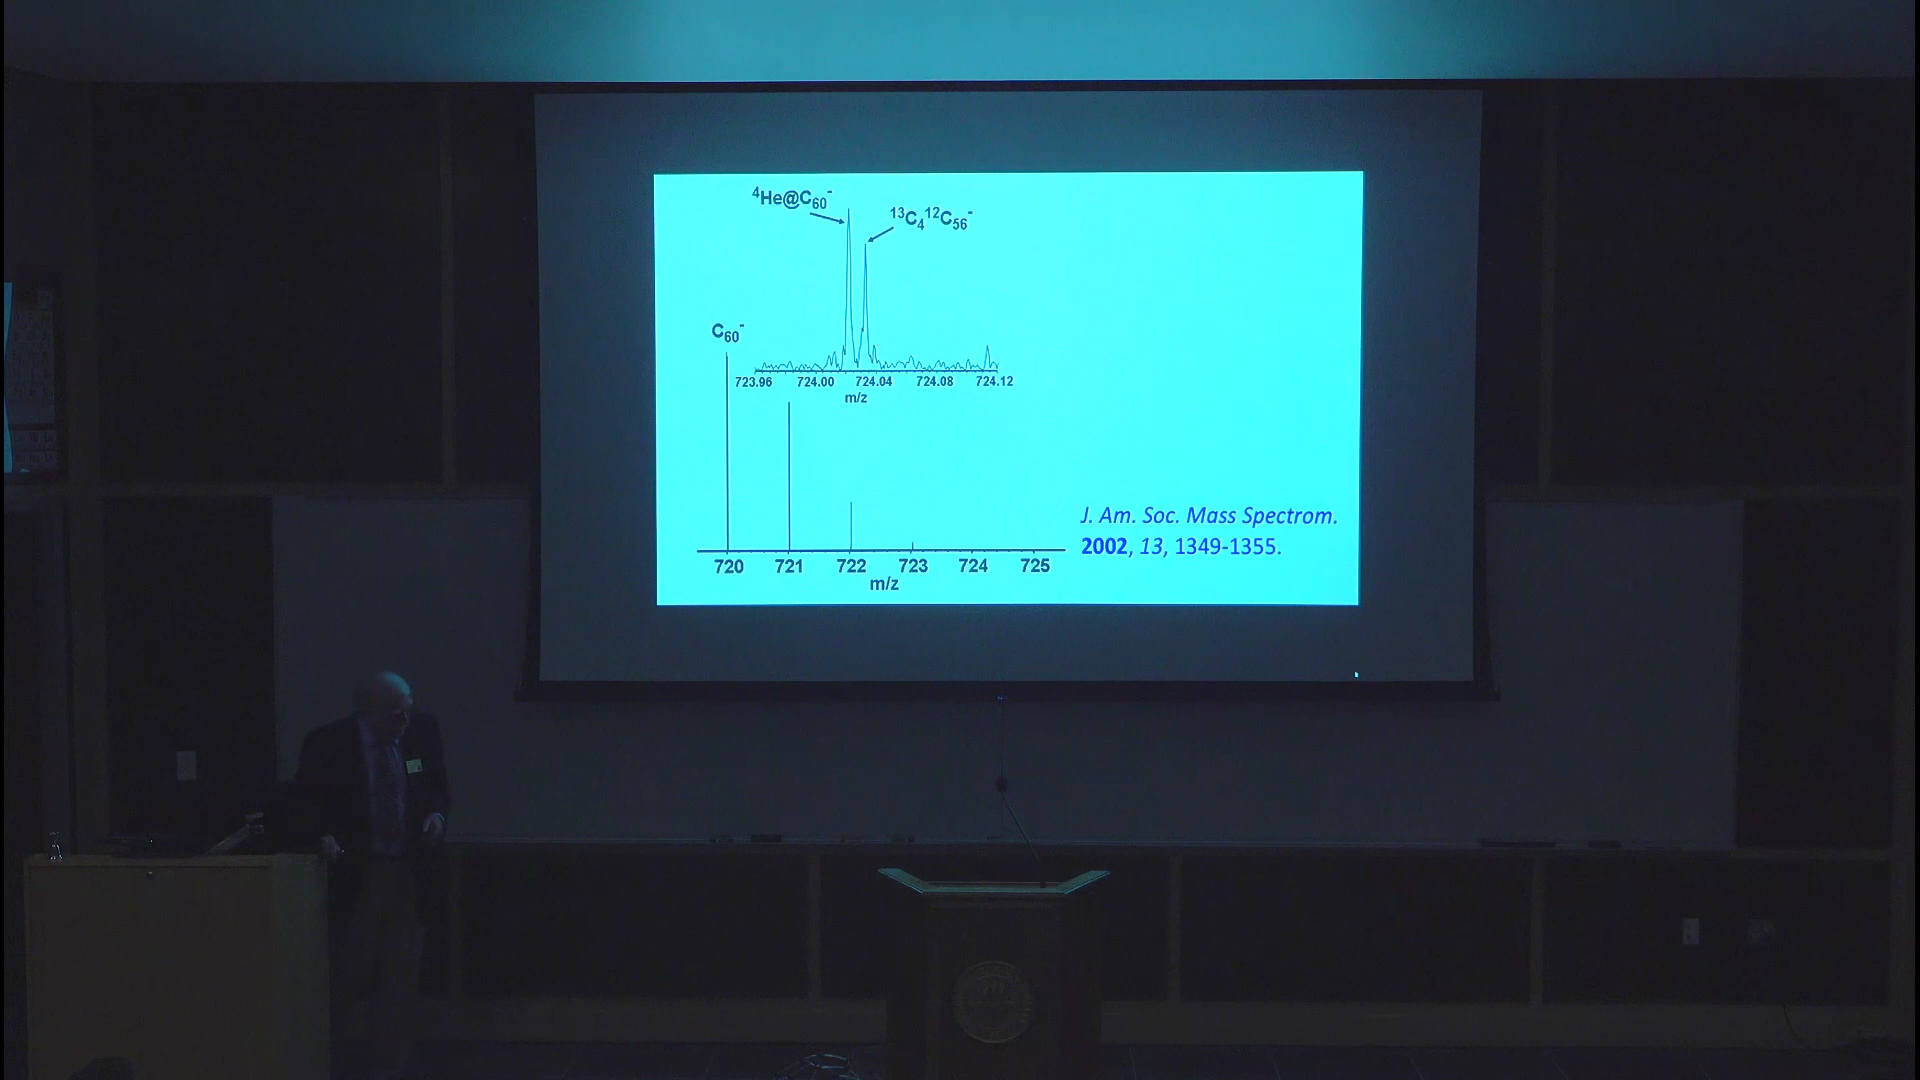 ⁴He@C₆₀⁻
¹³C₄¹²C₅₆⁻
C₆₀⁻
723.96 724.00 724.04 724.08 724.12
m/z
720 721 722 723 724 725
m/z
J. Am. Soc. Mass Spectrom.
2002, 13, 1349-1355.